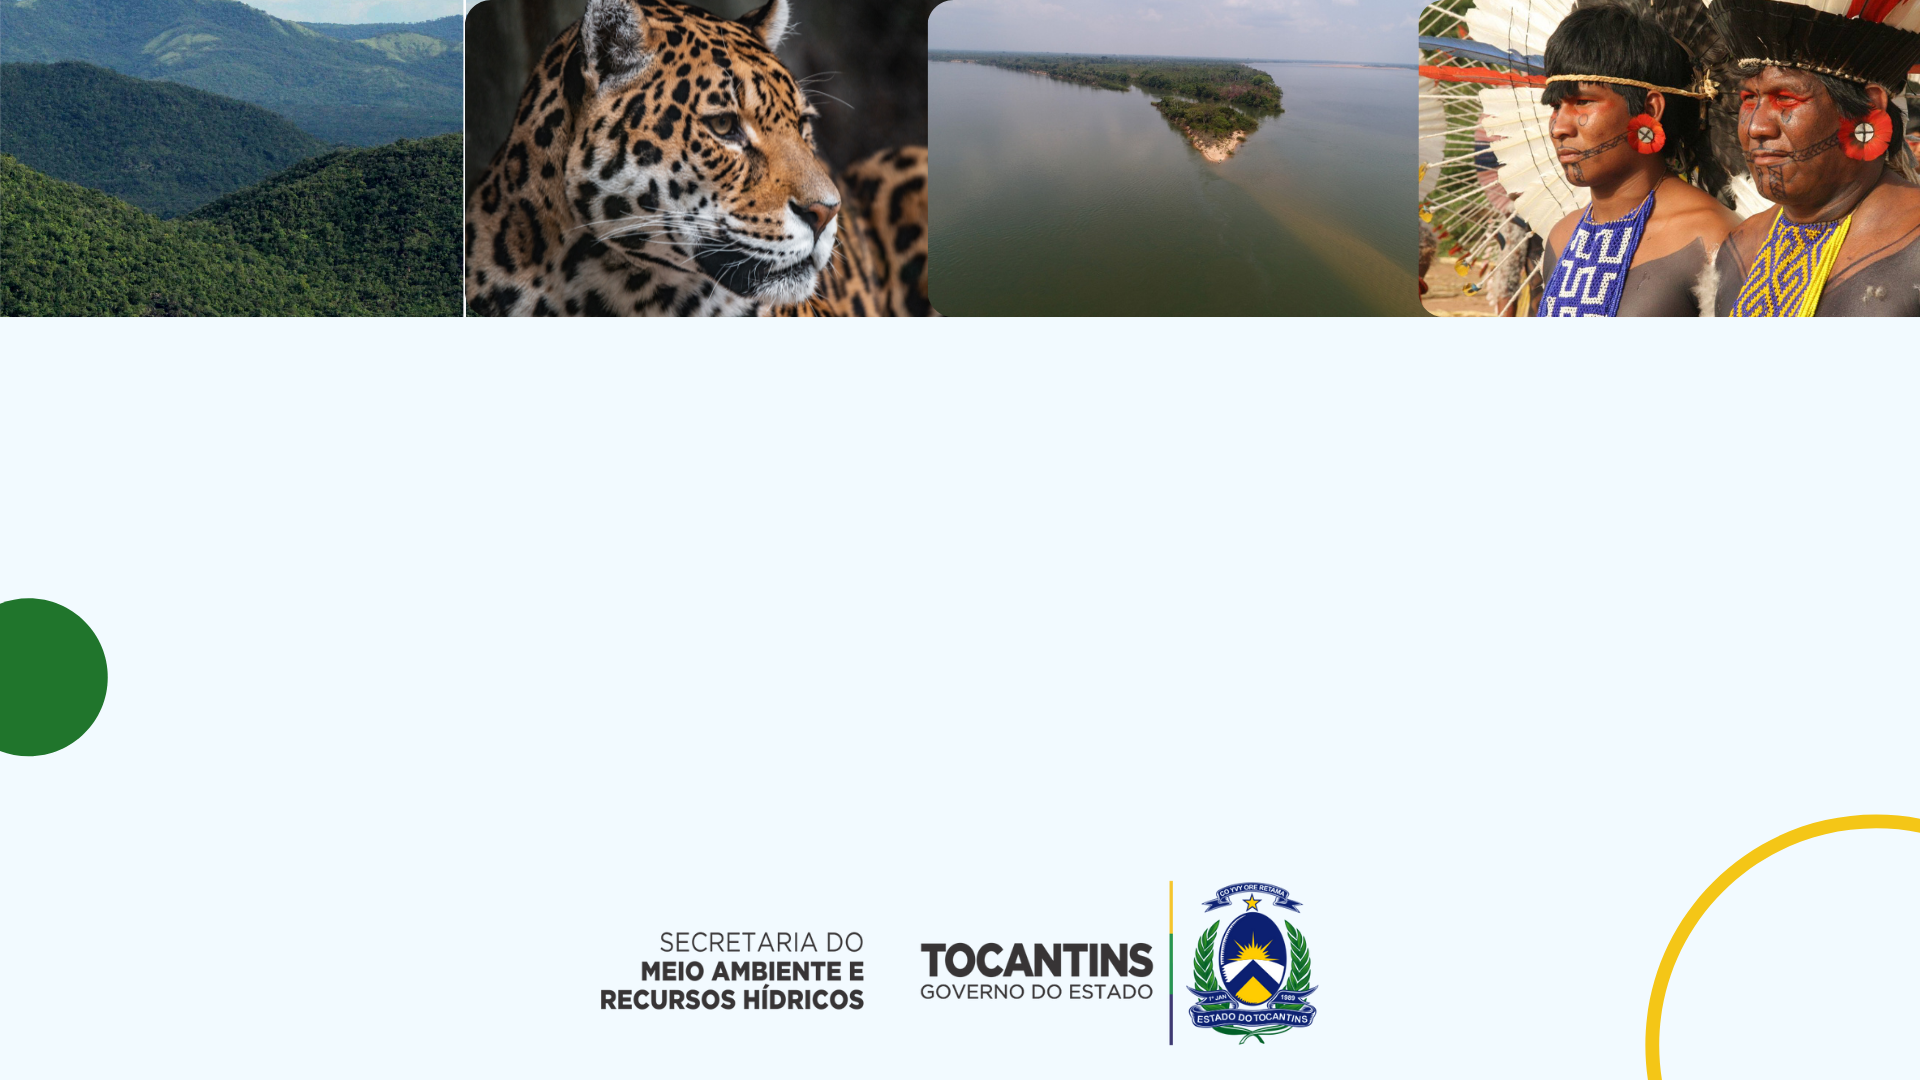 SECRETARIA DO
MEIO AMBIENTE E
RECURSOS HÍDRICOS
TOCANTINS
GOVERNO DO ESTADO
CO YVY ORE RETAMA
1º JAN 1989
ESTADO DO TOCANTINS